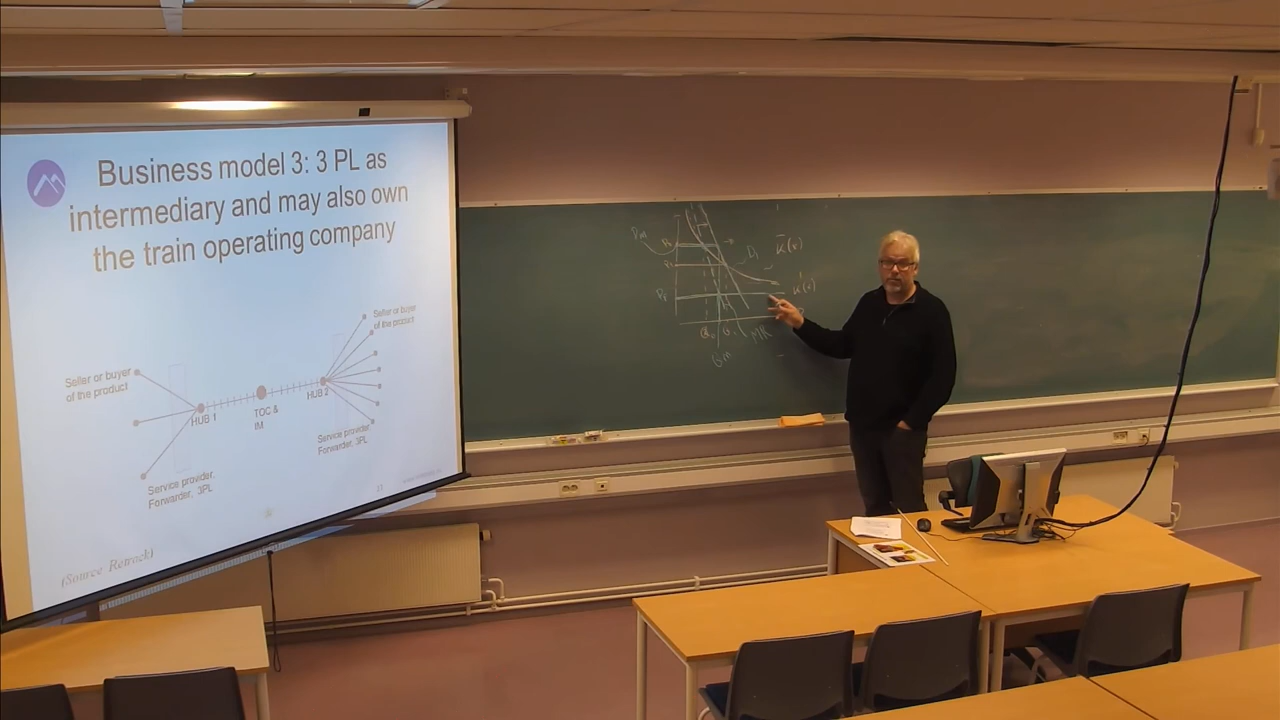 Business model 3: 3 PL as
intermediary and may also own
the train operating company
Seller or buyer
of the product
Seller or buyer
of the product
HUB 1
TOC &
IM
HUB 2
Service provider,
Forwarder, 3PL
Service provider,
Forwarder, 3PL
(Source: Retrack)
MK